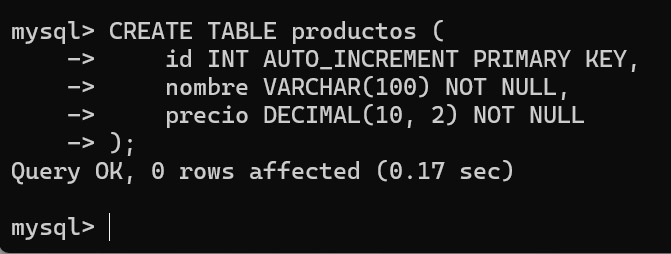 mysql> CREATE TABLE productos (
    ->     id INT AUTO_INCREMENT PRIMARY KEY,
    ->     nombre VARCHAR(100) NOT NULL,
    ->     precio DECIMAL(10, 2) NOT NULL
    -> );
Query OK, 0 rows affected (0.17 sec)

mysql>